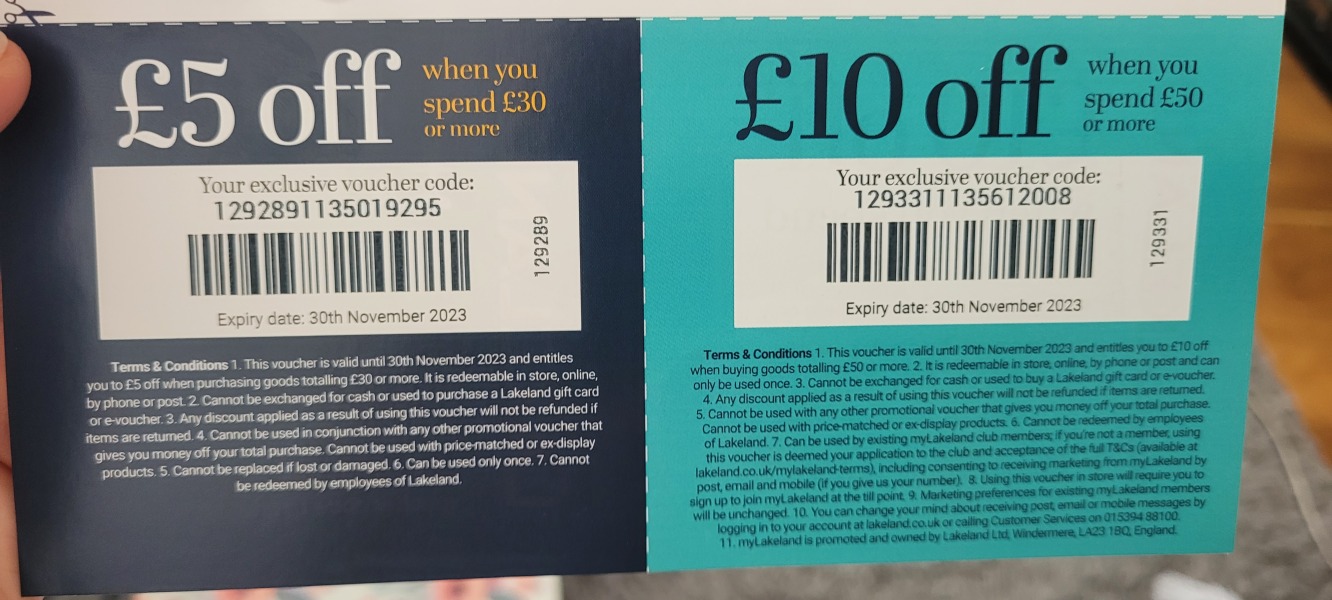 £5 off
when you
spend £30
or more
Your exclusive voucher code:
1292891135019295
129289
Expiry date: 30th November 2023
Terms & Conditions 1. This voucher is valid until 30th November 2023 and entitles
you to £5 off when purchasing goods totalling £30 or more. It is redeemable in store, online,
by phone or post. 2. Cannot be exchanged for cash or used to purchase a Lakeland gift card
or e-voucher. 3. Any discount applied as a result of using this voucher will not be refunded if
items are returned. 4. Cannot be used in conjunction with any other promotional voucher that
gives you money off your total purchase. Cannot be used with price-matched or ex-display
products. 5. Cannot be replaced if lost or damaged. 6. Can be used only once. 7. Cannot
be redeemed by employees of Lakeland.
£10 off
when you
spend £50
or more
Your exclusive voucher code:
1293311135612008
129331
Expiry date: 30th November 2023
Terms & Conditions 1. This voucher is valid until 30th November 2023 and entitles you to £10 off
when buying goods totalling £50 or more. 2. It is redeemable in store, online, by phone or post and can
only be used once. 3. Cannot be exchanged for cash or used to buy a Lakeland gift card or e-voucher.
4. Any discount applied as a result of using this voucher will not be refunded if items are returned.
5. Cannot be used with any other promotional voucher that gives you money off your total purchase.
Cannot be used with price-matched or ex-display products. 6. Cannot be redeemed by employees
of Lakeland. 7. Can be used by existing myLakeland club members; if you're not a member, using
this voucher is deemed your application to the club and acceptance of the full T&Cs (available at
lakeland.co.uk/mylakeland-terms), including consenting to receiving marketing from myLakeland by
post, email and mobile (if you give us your number). 8. Using this voucher in store will require you to
sign up to join myLakeland at the till point. 9. Marketing preferences for existing myLakeland members
will be unchanged. 10. You can change your mind about receiving post, email or mobile messages by
logging in to your account at lakeland.co.uk or calling Customer Services on 015394 88100.
11. myLakeland is promoted and owned by Lakeland Ltd, Windermere, LA23 1BQ, England.